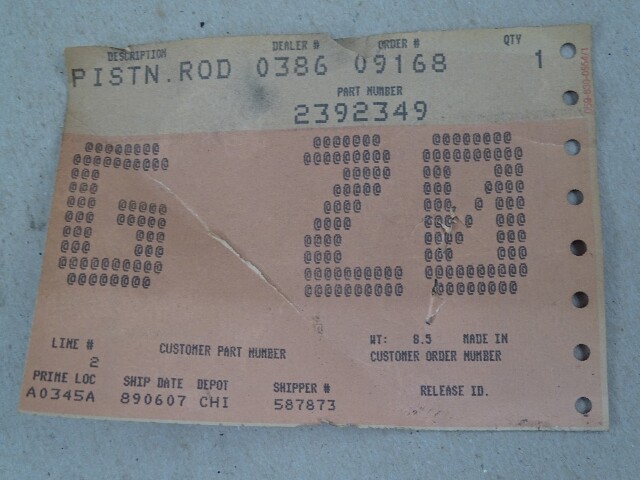 DESCRIPTION DEALER # ORDER # QTY
PISTN.ROD 0386 09168 1
PART NUMBER
2392349
G 20
LINE # CUSTOMER PART NUMBER WT: 8.5 MADE IN
2 CUSTOMER ORDER NUMBER
PRIME LOC SHIP DATE DEPOT SHIPPER # RELEASE ID.
A0345A 890607 CHI 587873